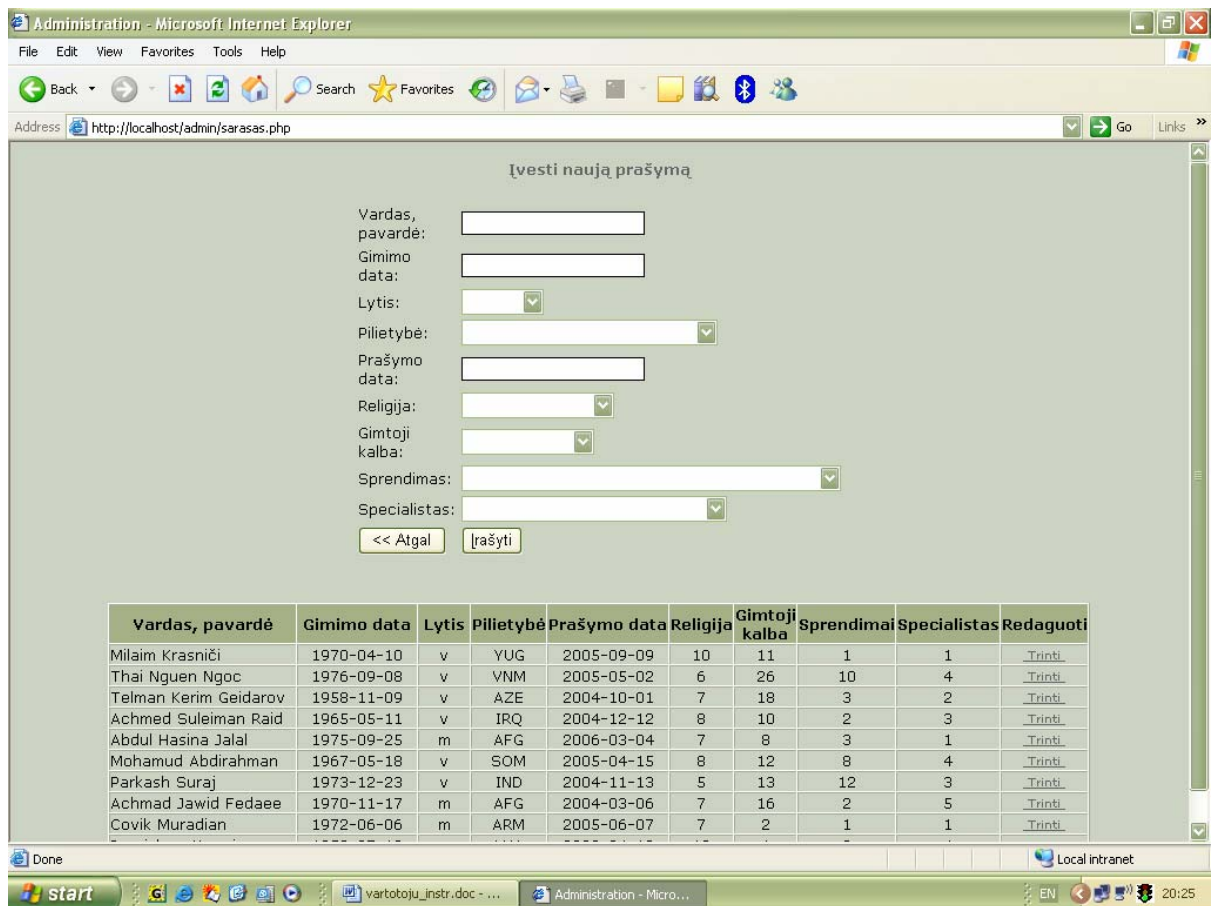 Administration - Microsoft Internet Explorer
File Edit View Favorites Tools Help
Back Search Favorites
Address http://localhost/admin/sarasas.php Go Links »
Įvesti naują prašymą
Vardas,
pavardė:
Gimimo
data:
Lytis:
Pilietybė:
Prašymo
data:
Religija:
Gimtoji
kalba:
Sprendimas:
Specialistas:
<< Atgal Įrašyti
Vardas, pavardė Gimimo data Lytis Pilietybė Prašymo data Religija Gimtoji kalba Sprendimai Specialistas Redaguoti
Milaim Krasniči 1970-04-10 v YUG 2005-09-09 10 11 1 1 Trinti
Thai Nguen Ngoc 1976-09-08 v VNM 2005-05-02 6 26 10 4 Trinti
Telman Kerim Geidarov 1958-11-09 v AZE 2004-10-01 7 18 3 2 Trinti
Achmed Suleiman Raid 1965-05-11 v IRQ 2004-12-12 8 10 2 3 Trinti
Abdul Hasina Jalal 1975-09-25 m AFG 2006-03-04 7 8 3 1 Trinti
Mohamud Abdirahman 1967-05-18 v SOM 2005-04-15 8 12 8 4 Trinti
Parkash Suraj 1973-12-23 v IND 2004-11-13 5 13 12 3 Trinti
Achmad Jawid Fedaee 1970-11-17 m AFG 2004-03-06 7 16 2 5 Trinti
Covik Muradian 1972-06-06 m ARM 2005-06-07 7 2 1 1 Trinti
Done Local intranet
start vartotoju_instr.doc - ... Administration - Micro... EN 20:25